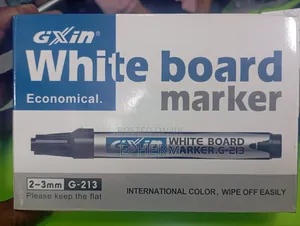 GXin®
White board
marker
Economical.
GXin WHITE BOARD
MARKER.G-213
2-3mm G-213
Please keep the flat
INTERNATIONAL COLOR, WIPE OFF EASILY